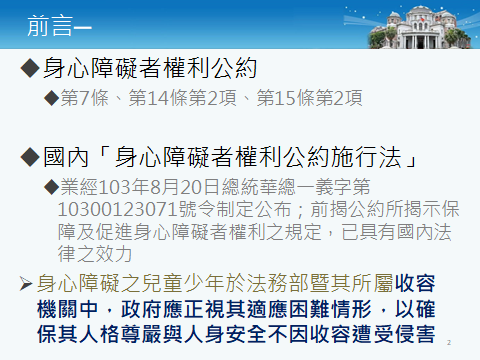 前言—
◆身心障礙者權利公約
◆第7條、第14條第2項、第15條第2項
◆國內「身心障礙者權利公約施行法」
◆業經103年8月20日總統華總一義字第
10300123071號令制定公布；前揭公約所揭示保
障及促進身心障礙者權利之規定，已具有國內法
律之效力
➢身心障礙之兒童少年於法務部暨其所屬收容
機關中，政府應正視其適應困難情形，以確
保其人格尊嚴與人身安全不因收容遭受侵害
2